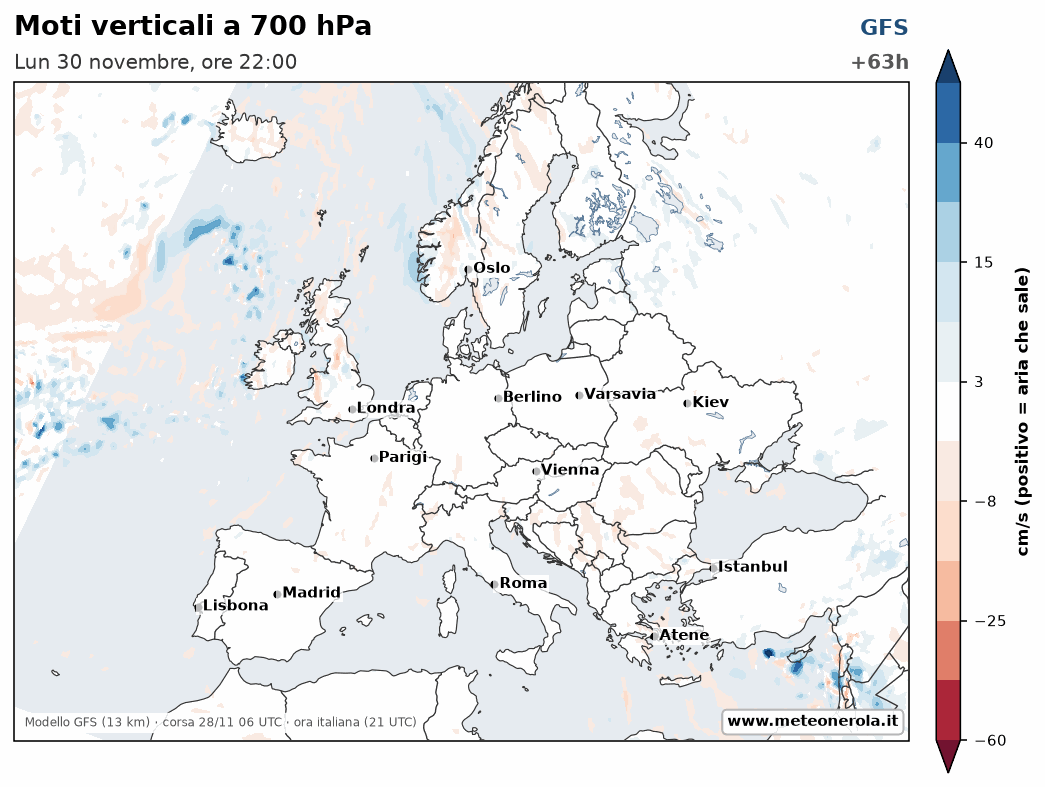 Moti verticali a 700 hPa
GFS
Lun 30 novembre, ore 22:00
+63h
40
15
3
−8
−25
−60
cm/s (positivo = aria che sale)
Oslo
Berlino
Varsavia
Kiev
Londra
Parigi
Vienna
Istanbul
Roma
Madrid
Lisbona
Atene
Modello GFS (13 km) · corsa 28/11 06 UTC · ora italiana (21 UTC)
www.meteonerola.it